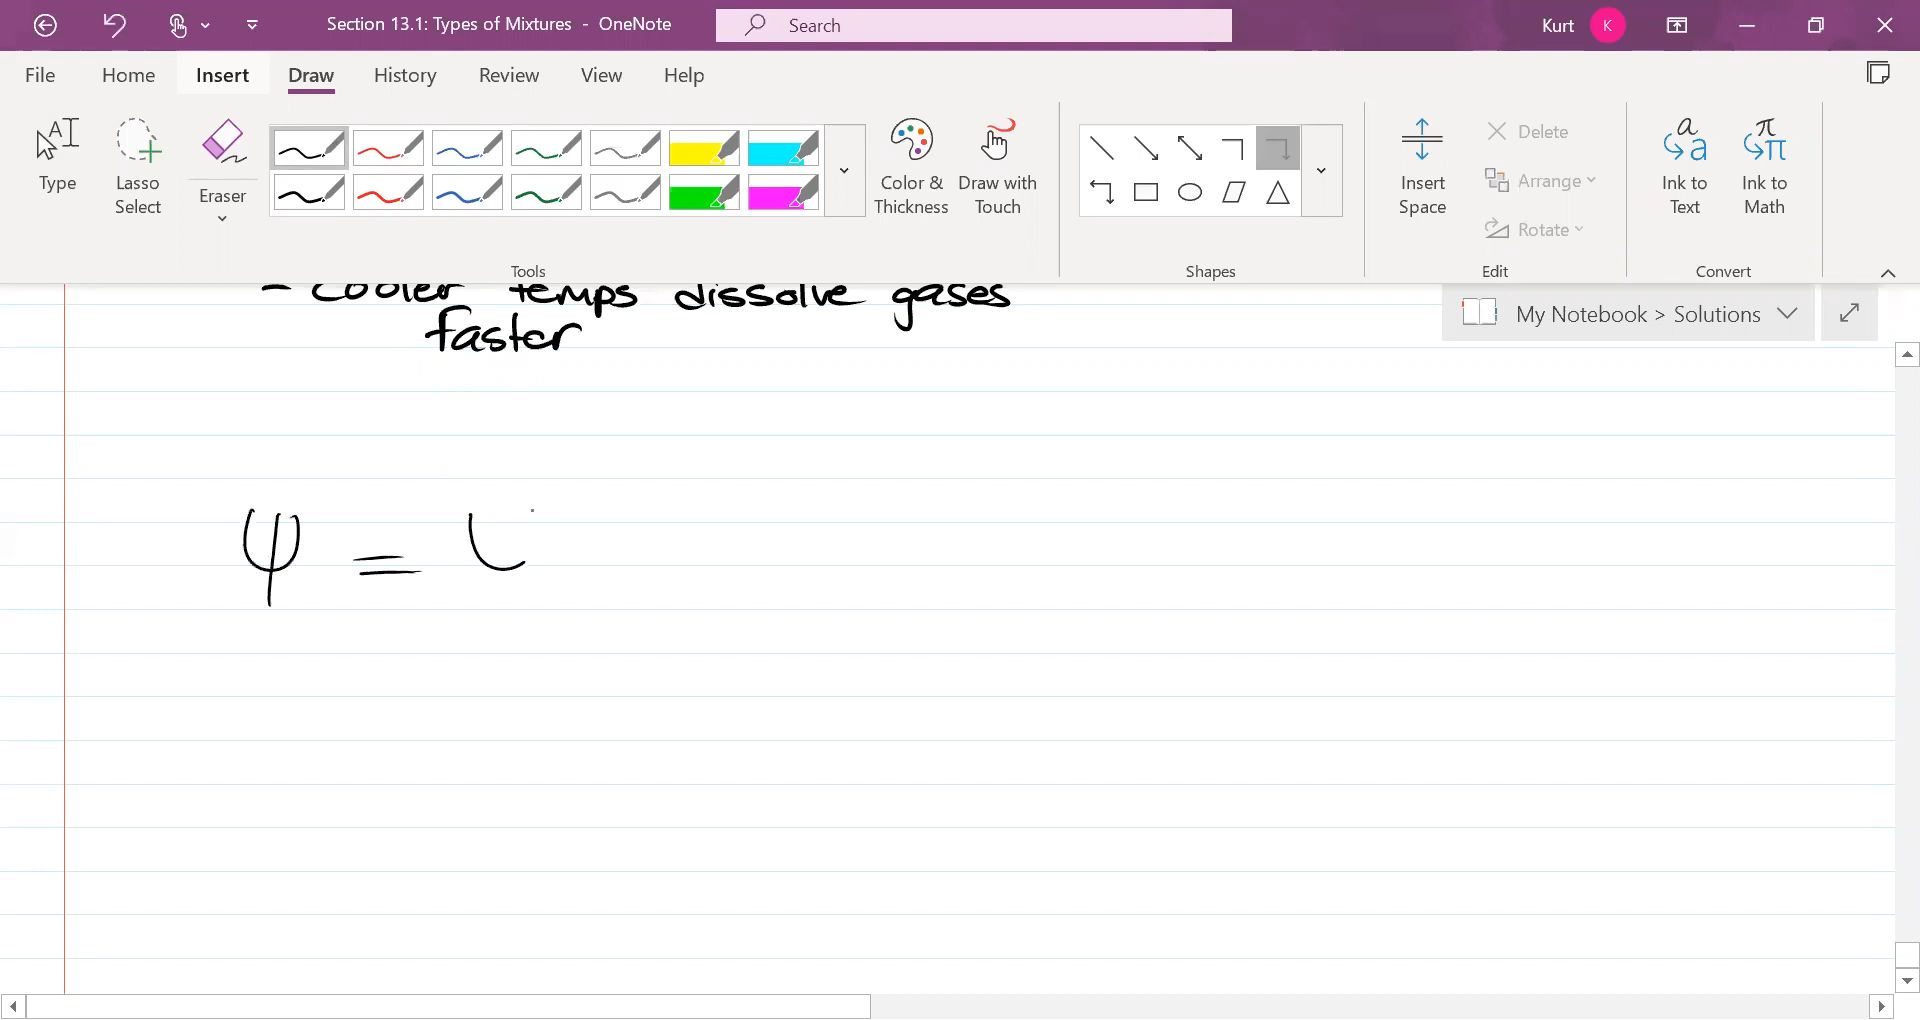 Section 13.1: Types of Mixtures - OneNote
Search
Kurt
K
File
Home
Insert
Draw
History
Review
View
Help
Type
Lasso Select
Eraser
Color & Thickness
Draw with Touch
Insert Space
Delete
Arrange
Rotate
Ink to Text
Ink to Math
Tools
Shapes
Edit
Convert
My Notebook > Solutions
- cooler temps dissolve gases
faster
ψ =